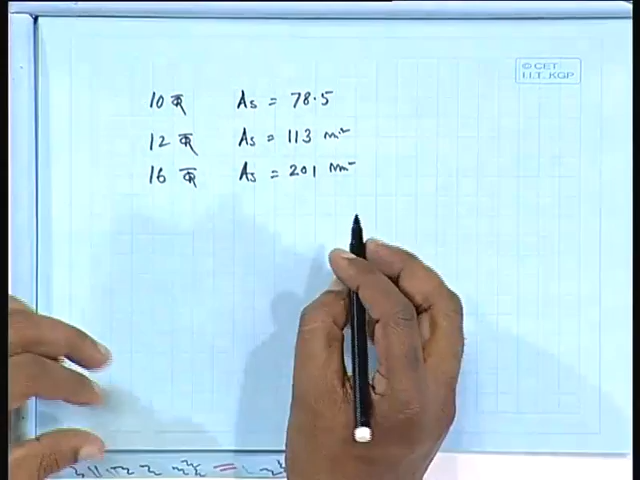 © CET
I.I.T. KGP
10 Φ As = 78.5
12 Φ As = 113 mm²
16 Φ As = 201 mm²